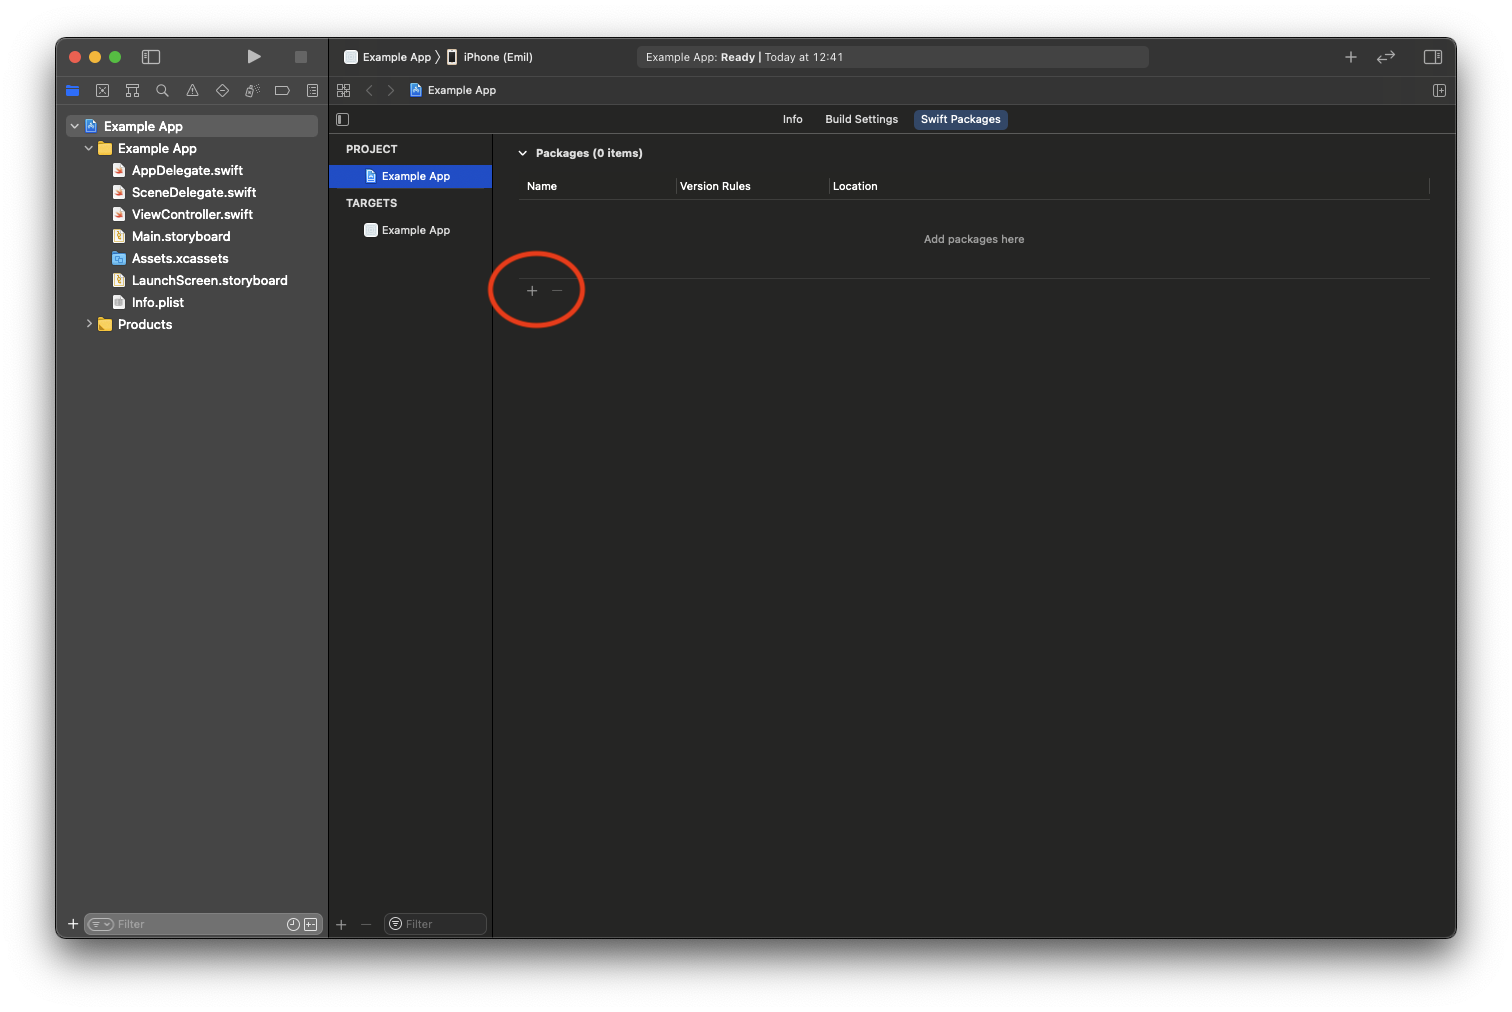 Example App 〉 iPhone (Emil)
Example App: Ready | Today at 12:41
Example App
Info
Build Settings
Swift Packages
Example App
Example App
AppDelegate.swift
SceneDelegate.swift
ViewController.swift
Main.storyboard
Assets.xcassets
LaunchScreen.storyboard
Info.plist
Products
Filter
PROJECT
Example App
TARGETS
Example App
Filter
Packages (0 items)
Name
Version Rules
Location
Add packages here